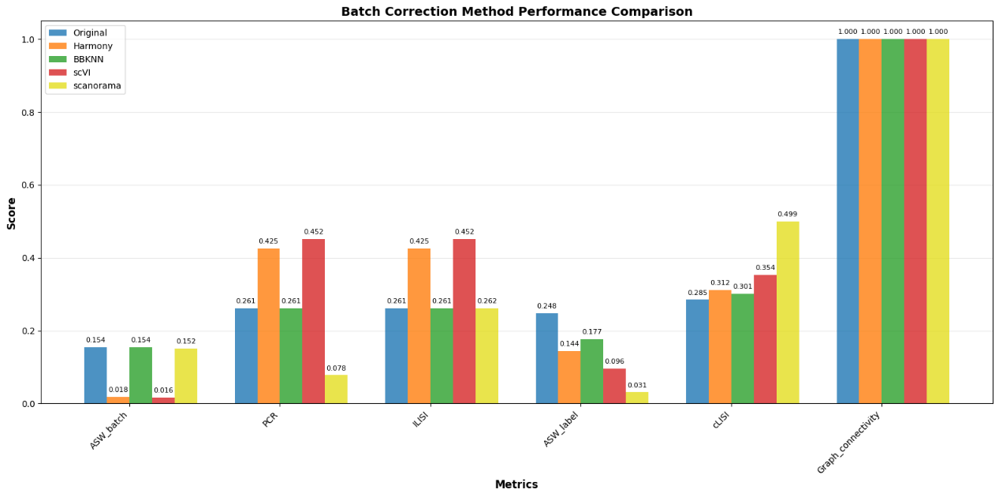 Batch Correction Method Performance Comparison
Original
Harmony
BBKNN
scVI
scanorama
Score
1.0
0.8
0.6
0.4
0.2
0.0
0.154 0.018 0.154 0.016 0.152
0.261 0.425 0.261 0.452 0.078
0.261 0.425 0.261 0.452 0.262
0.248 0.144 0.177 0.096 0.031
0.285 0.312 0.301 0.354 0.499
1.000 1.000 1.000 1.000 1.000
ASW_batch
PCR
iLISI
ASW_label
cLISI
Graph_connectivity
Metrics